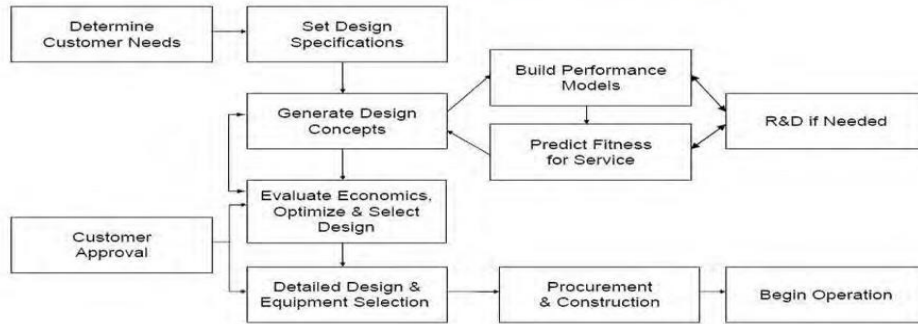 Determine
Customer Needs
Set Design
Specifications
Build Performance
Models
Generate Design
Concepts
R&D if Needed
Predict Fitness
for Service
Evaluate Economics,
Optimize & Select
Design
Customer
Approval
Detailed Design &
Equipment Selection
Procurement
& Construction
Begin Operation